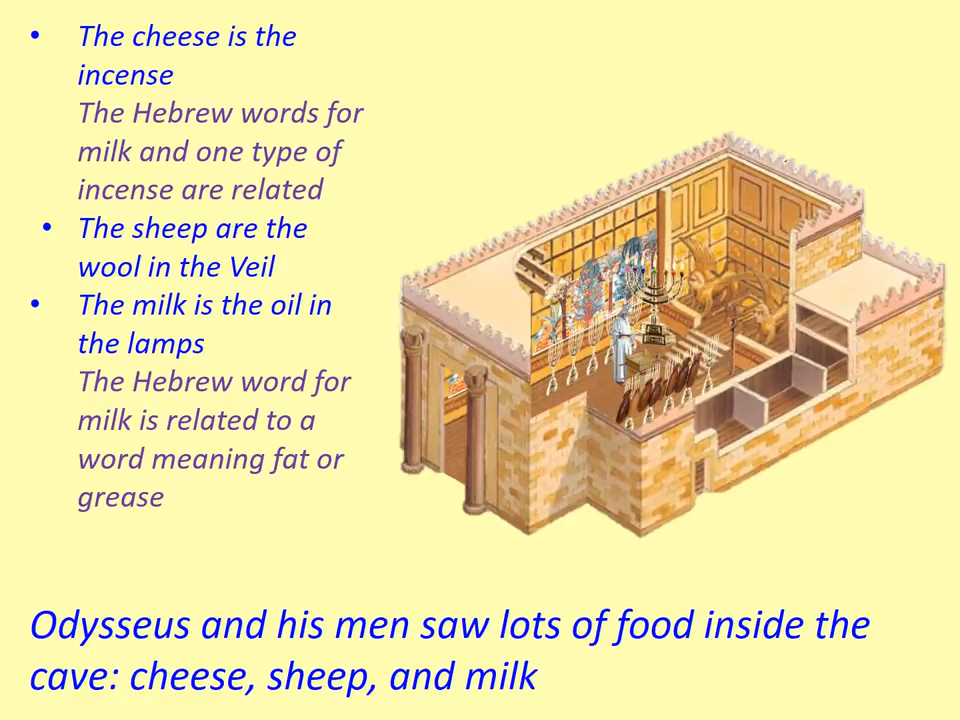 • The cheese is the
incense
The Hebrew words for
milk and one type of
incense are related
• The sheep are the
wool in the Veil
• The milk is the oil in
the lamps
The Hebrew word for
milk is related to a
word meaning fat or
grease
Odysseus and his men saw lots of food inside the
cave: cheese, sheep, and milk